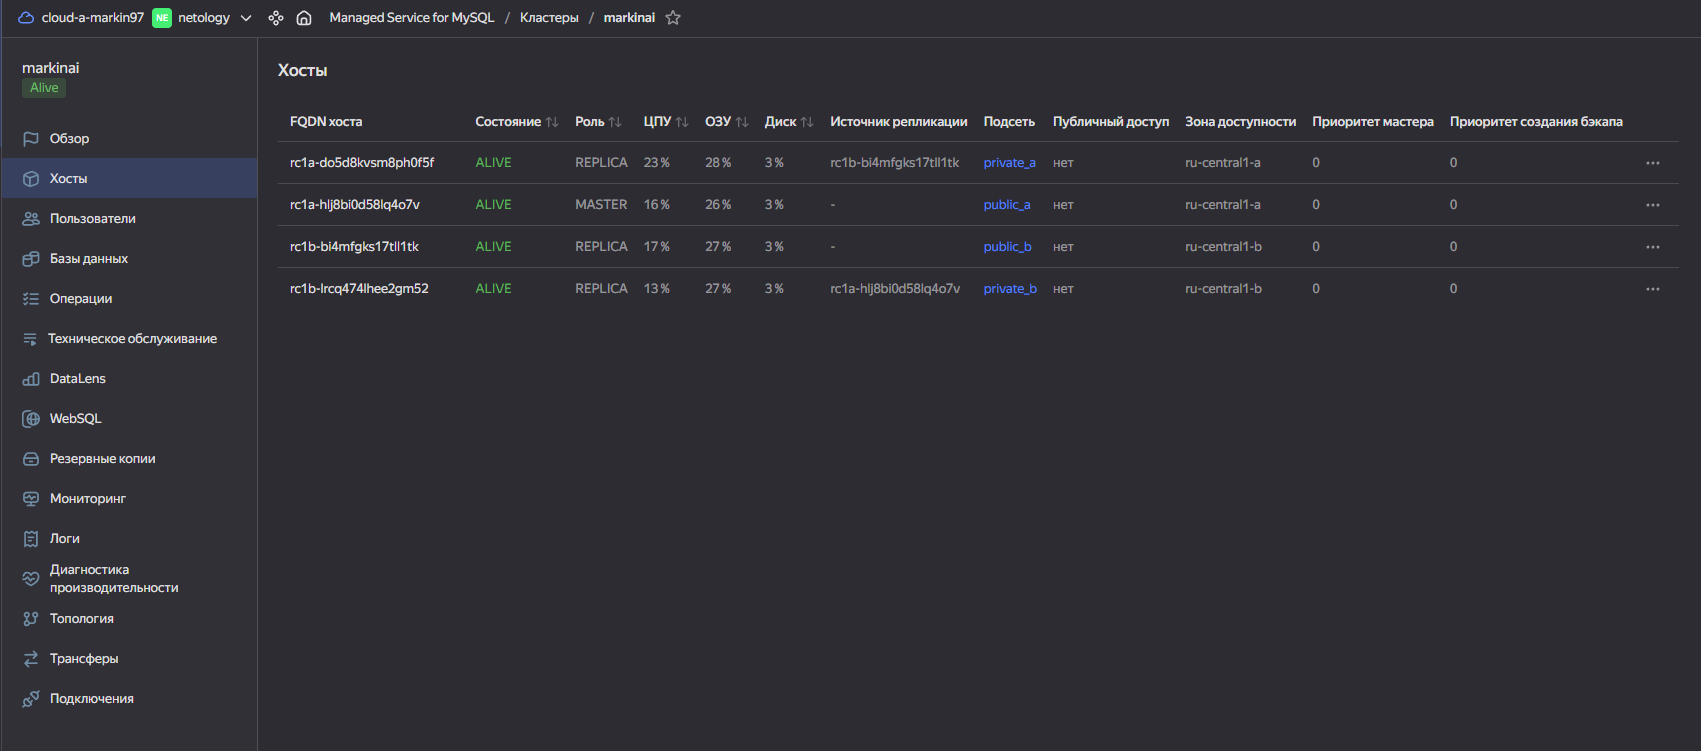 cloud-a-markin97 NE netology Managed Service for MySQL / Кластеры / markinai
markinai
Alive
Обзор
Хосты
Пользователи
Базы данных
Операции
Техническое обслуживание
DataLens
WebSQL
Резервные копии
Мониторинг
Логи
Диагностика
производительности
Топология
Трансферы
Подключения
Хосты
FQDN хоста Состояние Роль ЦПУ ОЗУ Диск Источник репликации Подсеть Публичный доступ Зона доступности Приоритет мастера Приоритет создания бэкапа
rc1a-do5d8kvsm8ph0f5f ALIVE REPLICA 23 % 28 % 3 % rc1b-bi4mfgks17tll1tk private_a нет ru-central1-a 0 0
rc1a-hlj8bi0d58lq4o7v ALIVE MASTER 16 % 26 % 3 % - public_a нет ru-central1-a 0 0
rc1b-bi4mfgks17tll1tk ALIVE REPLICA 17 % 27 % 3 % - public_b нет ru-central1-b 0 0
rc1b-lrcq474lhee2gm52 ALIVE REPLICA 13 % 27 % 3 % rc1a-hlj8bi0d58lq4o7v private_b нет ru-central1-b 0 0